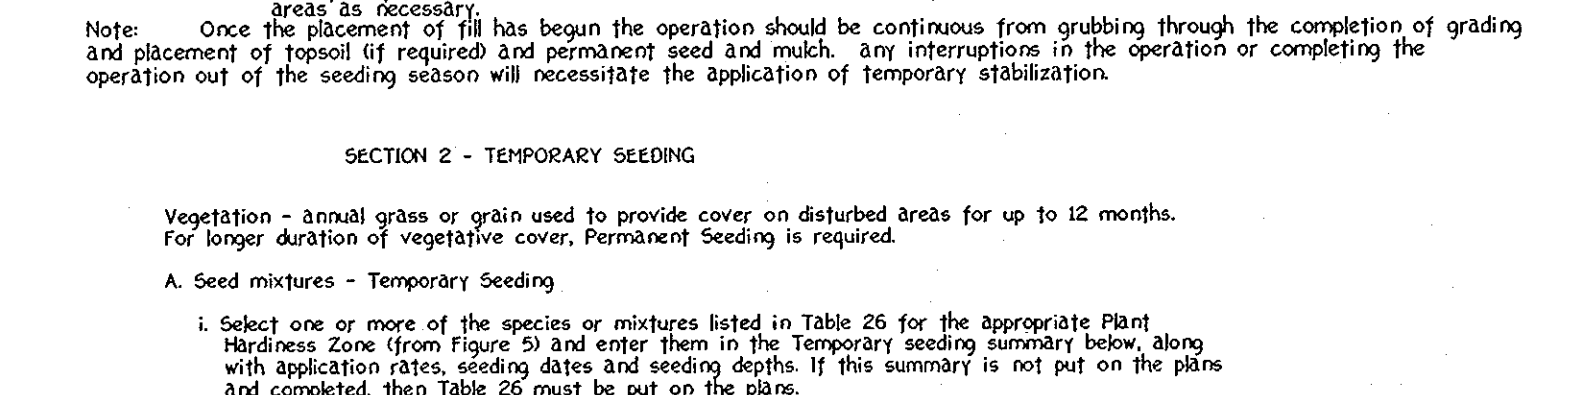 areas as necessary.
Note: Once the placement of fill has begun the operation should be continuous from grubbing through the completion of grading
and placement of topsoil (if required) and permanent seed and mulch. any interruptions in the operation or completing the
operation out of the seeding season will necessitate the application of temporary stabilization.
SECTION 2 - TEMPORARY SEEDING
Vegetation - annual grass or grain used to provide cover on disturbed areas for up to 12 months.
For longer duration of vegetative cover, Permanent Seeding is required.
A. Seed mixtures - Temporary Seeding
i. Select one or more of the species or mixtures listed in Table 26 for the appropriate Plant
Hardiness Zone (from Figure 5) and enter them in the Temporary seeding summary below, along
with application rates, seeding dates and seeding depths. If this summary is not put on the plans
and completed, then Table 26 must be put on the plans.